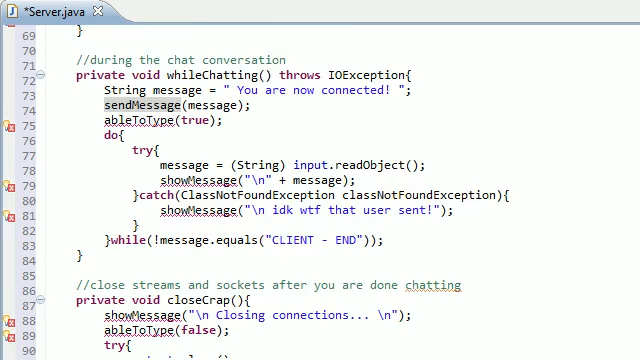 *Server.java
69 }
70
71 //during the chat conversation
72 private void whileChatting() throws IOException{
73 String message = " You are now connected! ";
74 sendMessage(message);
75 ableToType(true);
76 do{
77 try{
78 message = (String) input.readObject();
79 showMessage("\n" + message);
80 }catch(ClassNotFoundException classNotFoundException){
81 showMessage("\n idk wtf that user sent!");
82 }
83 }while(!message.equals("CLIENT - END"));
84 }
85
86 //close streams and sockets after you are done chatting
87 private void closeCrap(){
88 showMessage("\n Closing connections... \n");
89 ableToType(false);
90 try{